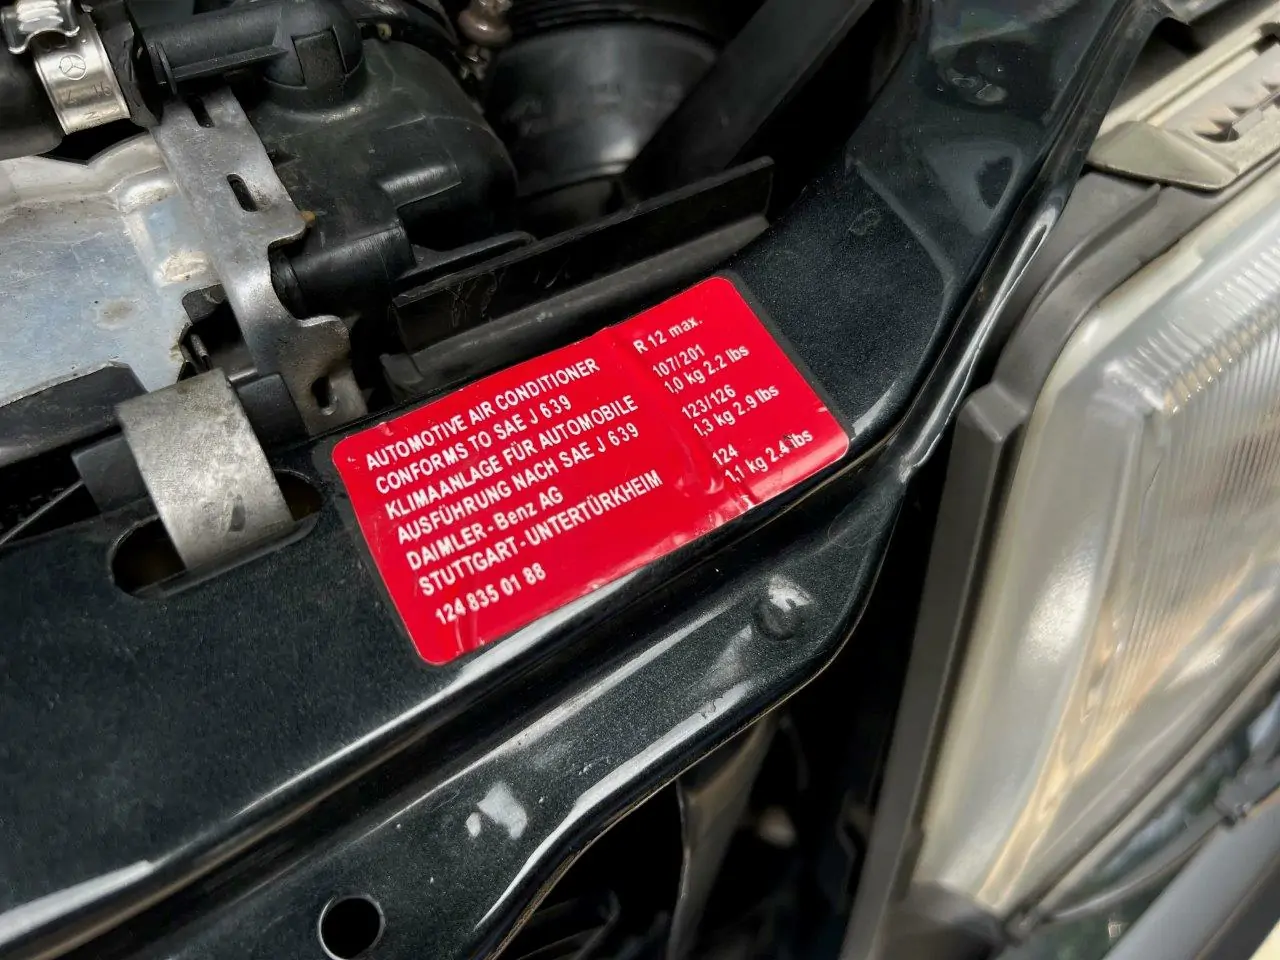 AUTOMOTIVE AIR CONDITIONER
CONFORMS TO SAE J 639
KLIMAANLAGE FÜR AUTOMOBILE
AUSFÜHRUNG NACH SAE J 639
DAIMLER - Benz AG
STUTTGART - UNTERTÜRKHEIM
124 835 01 88
R 12 max.
107/201
1,0 kg 2.2 lbs
123/126
1,3 kg 2.9 lbs
124
1,1 kg 2.4 lbs